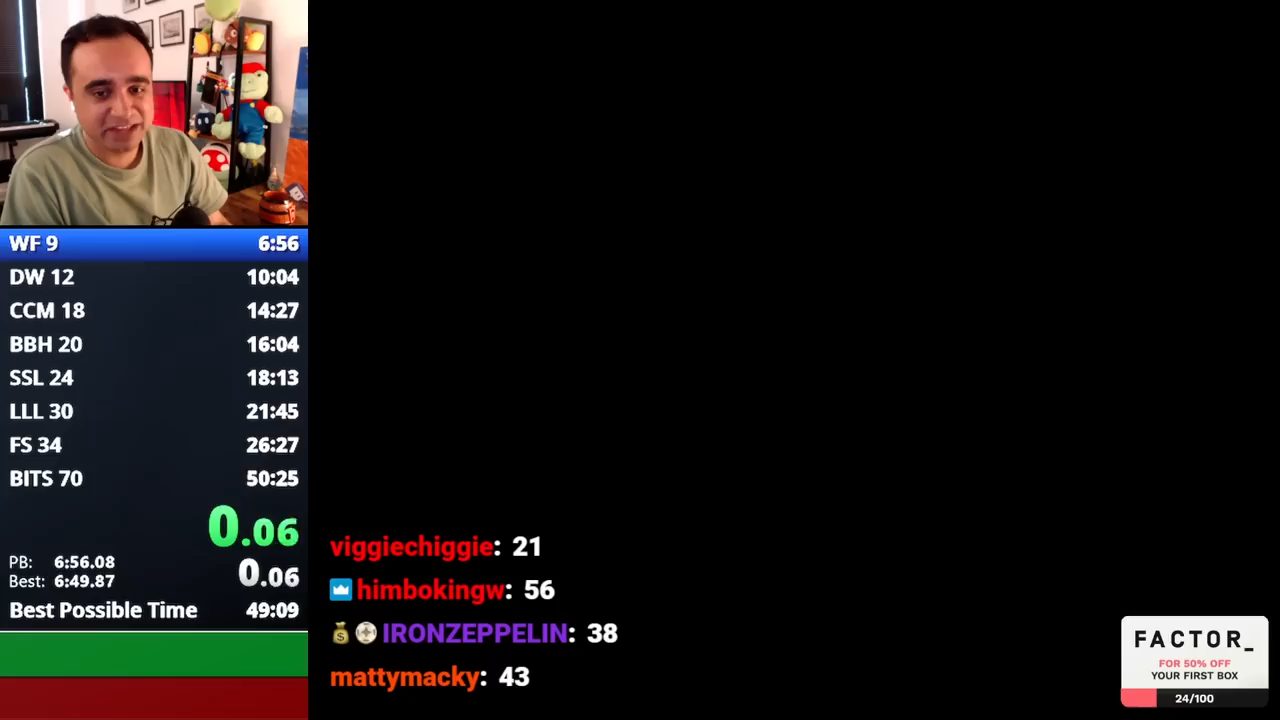 WF 9 6:56
DW 12 10:04
CCM 18 14:27
BBH 20 16:04
SSL 24 18:13
LLL 30 21:45
FS 34 26:27
BITS 70 50:25
0.06
PB: 6:56.08
Best: 6:49.87
0.06
Best Possible Time 49:09
viggiechiggie: 21
himbokingw: 56
IRONZEPPELIN: 38
mattymacky: 43
FACTOR_
FOR 50% OFF
YOUR FIRST BOX
24/100